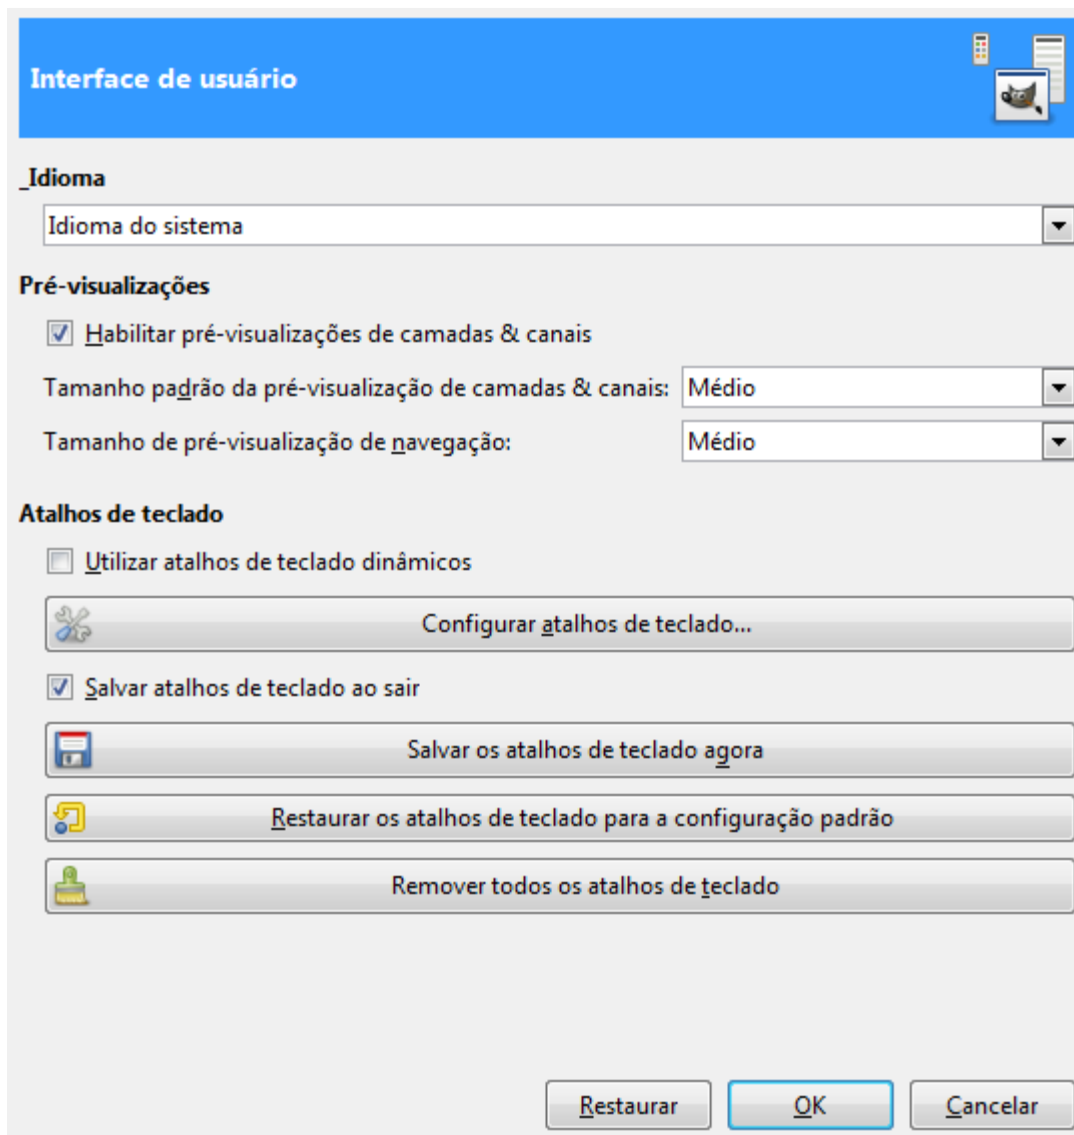 Interface de usuário
_Idioma
Idioma do sistema
Pré-visualizações
Habilitar pré-visualizações de camadas & canais
Tamanho padrão da pré-visualização de camadas & canais: Médio
Tamanho de pré-visualização de navegação: Médio
Atalhos de teclado
Utilizar atalhos de teclado dinâmicos
Configurar atalhos de teclado...
Salvar atalhos de teclado ao sair
Salvar os atalhos de teclado agora
Restaurar os atalhos de teclado para a configuração padrão
Remover todos os atalhos de teclado
Restaurar OK Cancelar